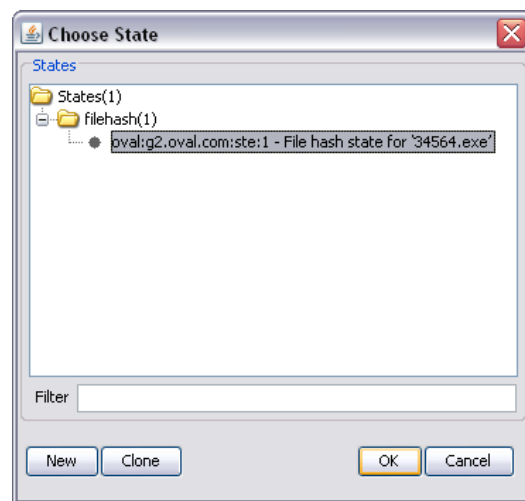 Choose State
States
States(1)
filehash(1)
oval:g2.oval.com:ste:1 - File hash state for '34564.exe'
Filter
New Clone OK Cancel